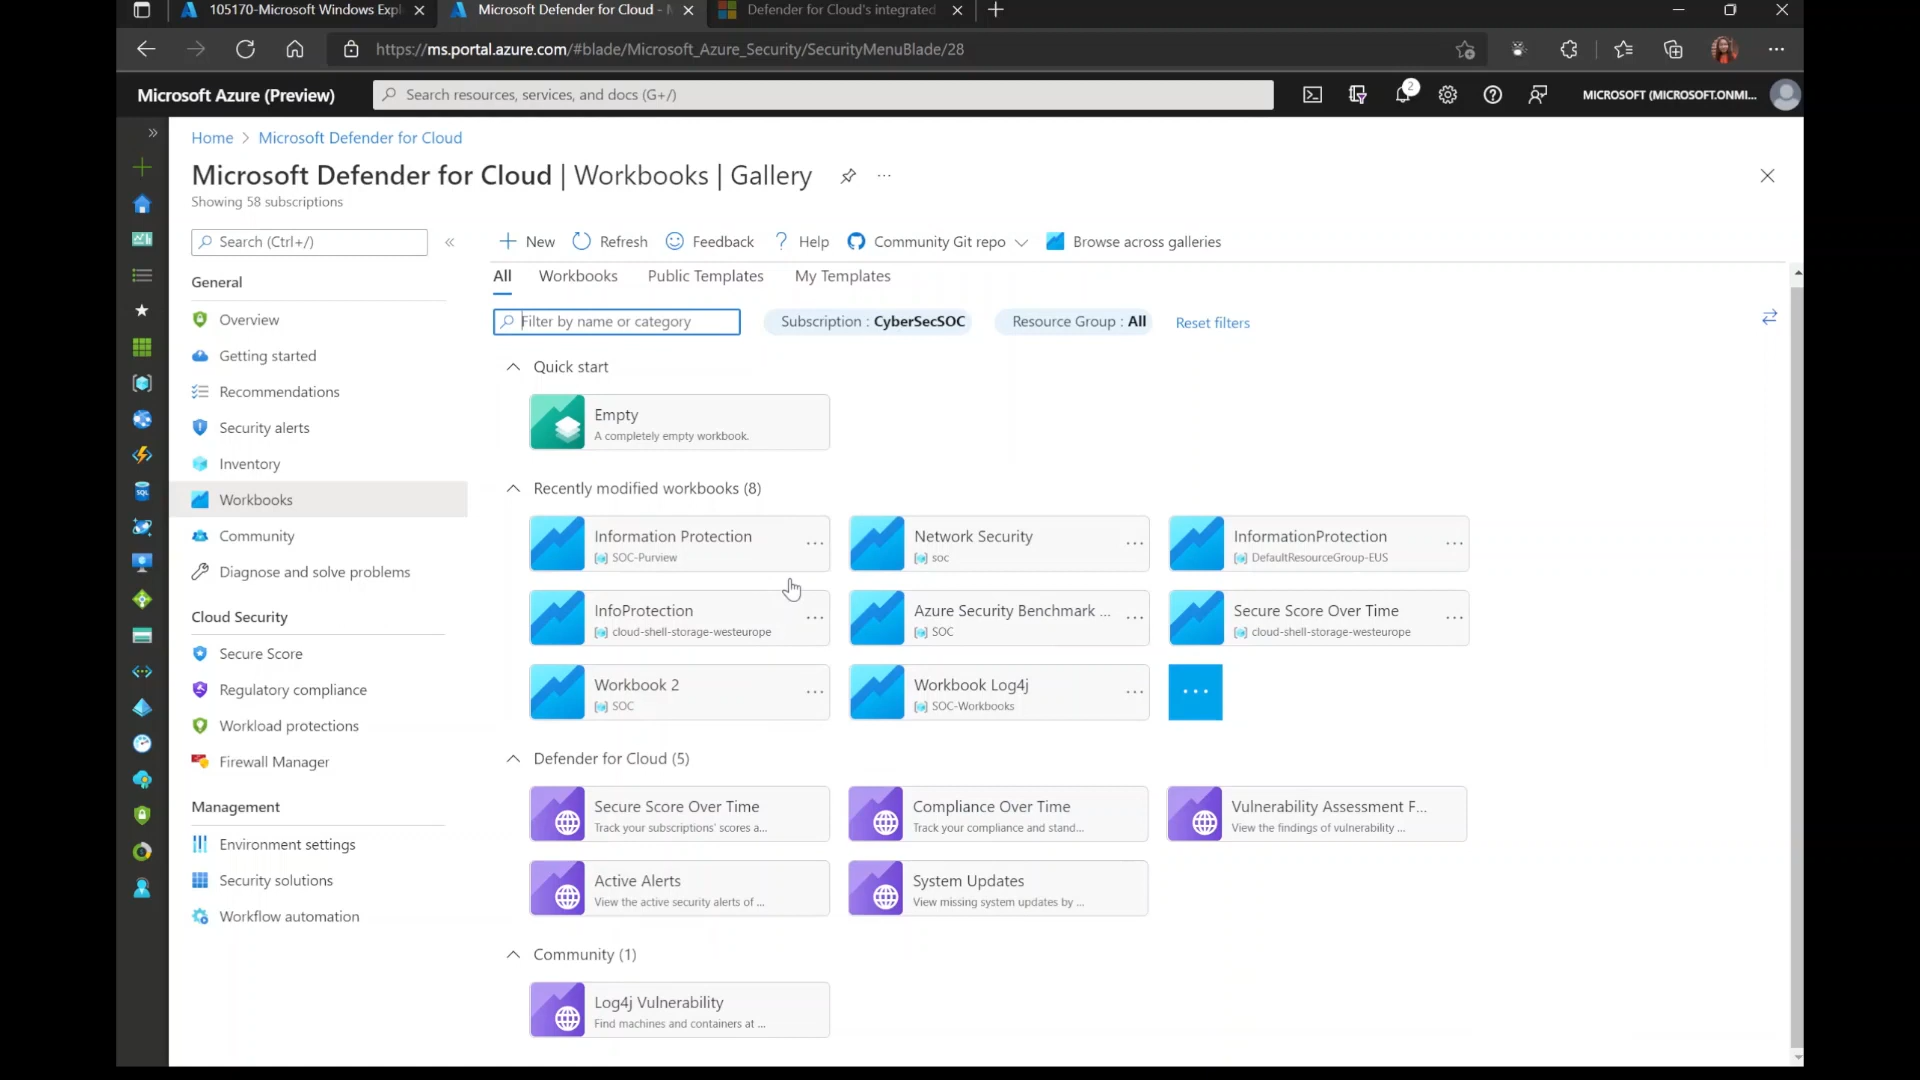 105170-Microsoft Windows Expl
Microsoft Defender for Cloud -
Defender for Cloud's integrated
https://ms.portal.azure.com/#blade/Microsoft_Azure_Security/SecurityMenuBlade/28
Microsoft Azure (Preview)
Search resources, services, and docs (G+/)
2
MICROSOFT (MICROSOFT.ONMI...
Home > Microsoft Defender for Cloud
Microsoft Defender for Cloud | Workbooks | Gallery
Showing 58 subscriptions
Search (Ctrl+/)
New
Refresh
Feedback
Help
Community Git repo
Browse across galleries
General
Overview
Getting started
Recommendations
Security alerts
Inventory
Workbooks
Community
Diagnose and solve problems
Cloud Security
Secure Score
Regulatory compliance
Workload protections
Firewall Manager
Management
Environment settings
Security solutions
Workflow automation
All
Workbooks
Public Templates
My Templates
Filter by name or category
Subscription : CyberSecSOC
Resource Group : All
Reset filters
Quick start
Empty
A completely empty workbook.
Recently modified workbooks (8)
Information Protection
SOC-Purview
Network Security
soc
InformationProtection
DefaultResourceGroup-EUS
InfoProtection
cloud-shell-storage-westeurope
Azure Security Benchmark ...
SOC
Secure Score Over Time
cloud-shell-storage-westeurope
Workbook 2
SOC
Workbook Log4j
SOC-Workbooks
Defender for Cloud (5)
Secure Score Over Time
Track your subscriptions' scores a...
Compliance Over Time
Track your compliance and stand...
Vulnerability Assessment F...
View the findings of vulnerability ...
Active Alerts
View the active security alerts of ...
System Updates
View missing system updates by ...
Community (1)
Log4j Vulnerability
Find machines and containers at ...